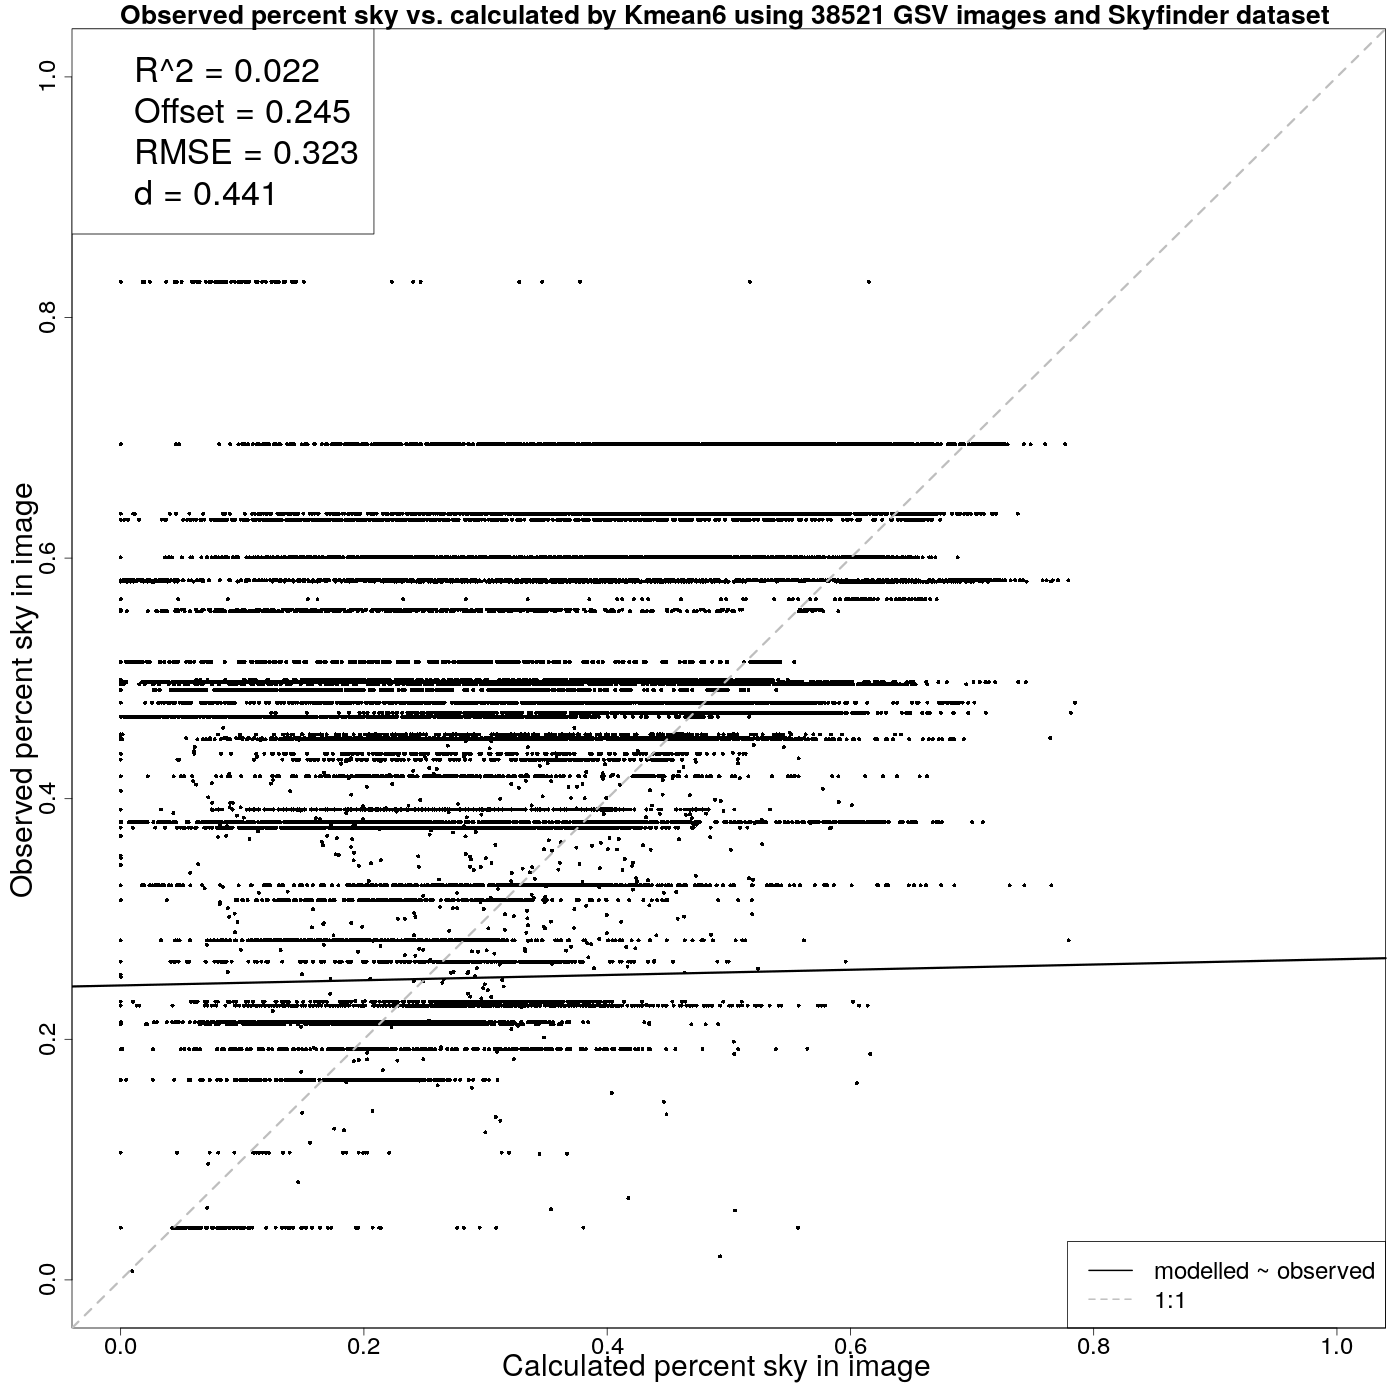 Observed percent sky vs. calculated by Kmean6 using 38521 GSV images and Skyfinder dataset
R^2 = 0.022
Offset = 0.245
RMSE = 0.323
d = 0.441
Observed percent sky in image
1.0
0.8
0.6
0.4
0.2
0.0
modelled ~ observed
1:1
0.0 0.2 0.4 0.6 0.8 1.0
Calculated percent sky in image